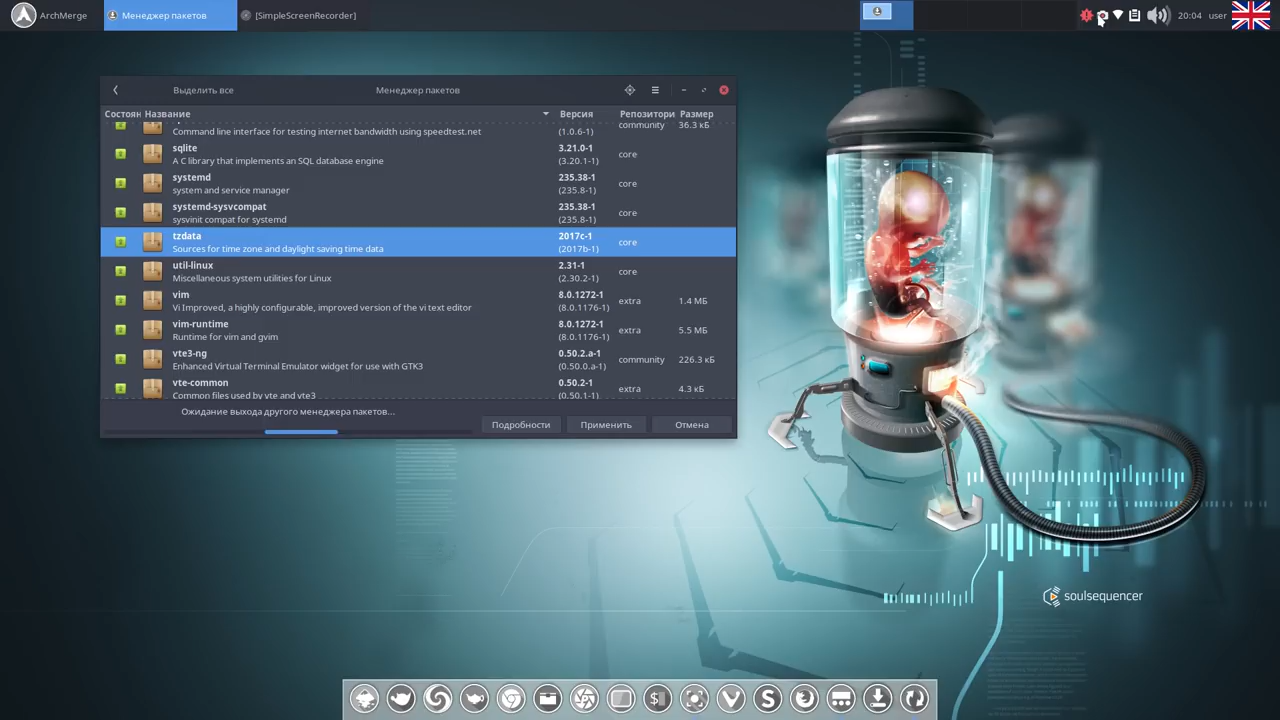 ArchMerge
Менеджер пакетов
[SimpleScreenRecorder]
20:04
user
Выделить все
Менеджер пакетов
Состоян Название Версия Репозитори Размер
Command line interface for testing internet bandwidth using speedtest.net (1.0.6-1) community 36.3 кБ
sqlite 3.21.0-1
A C library that implements an SQL database engine (3.20.1-1) core
systemd 235.38-1
system and service manager (235.8-1) core
systemd-sysvcompat 235.38-1
sysvinit compat for systemd (235.8-1) core
tzdata 2017c-1
Sources for time zone and daylight saving time data (2017b-1) core
util-linux 2.31-1
Miscellaneous system utilities for Linux (2.30.2-1) core
vim 8.0.1272-1
Vi Improved, a highly configurable, improved version of the vi text editor (8.0.1176-1) extra 1.4 МБ
vim-runtime 8.0.1272-1
Runtime for vim and gvim (8.0.1176-1) extra 5.5 МБ
vte3-ng 0.50.2.a-1
Enhanced Virtual Terminal Emulator widget for use with GTK3 (0.50.0.a-1) community 226.3 кБ
vte-common 0.50.2-1
Common files used by vte and vte3 (0.50.1-1) extra 4.3 кБ
Ожидание выхода другого менеджера пакетов...
Подробности Применить Отмена
soulsequencer